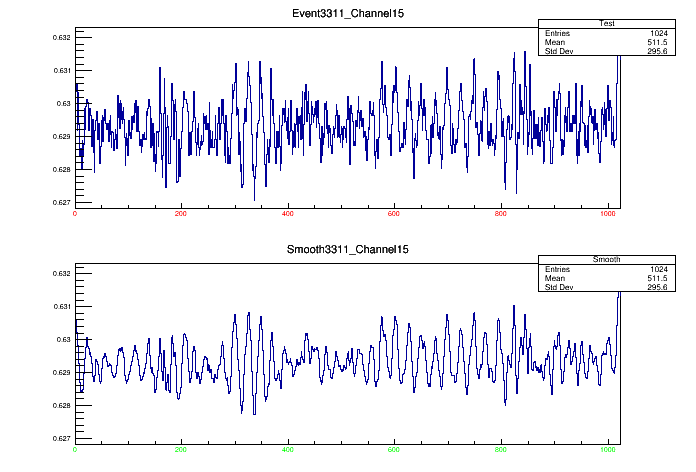 Event3311_Channel15
Test
Entries 1024
Mean 511.5
Std Dev 295.6
0.632
0.631
0.63
0.629
0.628
0.627
0 200 400 600 800 1000
Smooth3311_Channel15
Smooth
Entries 1024
Mean 511.5
Std Dev 295.6
0.632
0.631
0.63
0.629
0.628
0.627
0 200 400 600 800 1000